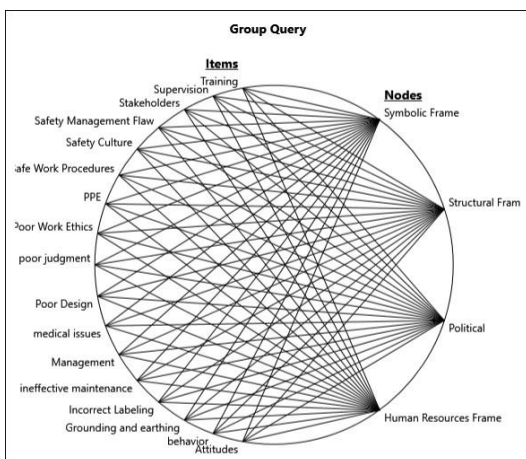 Group Query
Items
Nodes
Training
Supervision
Stakeholders
Safety Management Flaw
Safety Culture
afe Work Procedures
PPE
Poor Work Ethics
poor judgment
Poor Design
medical issues
Management
ineffective maintenance
Incorrect Labeling
Grounding and earthing
behavior
Attitudes
Symbolic Frame
Structural Fram
Political
Human Resources Frame